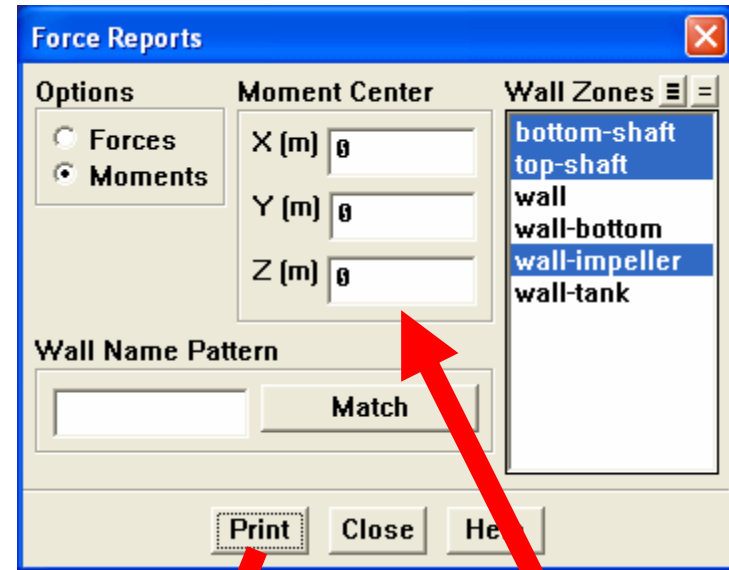 Force Reports
Options
Forces
Moments
Moment Center
X (m) 0
Y (m) 0
Z (m) 0
Wall Zones
bottom-shaft
top-shaft
wall
wall-bottom
wall-impeller
wall-tank
Wall Name Pattern
Match
Print Close